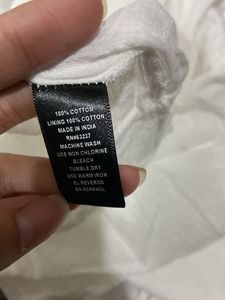 100% COTTON
LINING 100% COTTON
MADE IN INDIA
RN#63237
MACHINE WASH
USE NON CHLORINE
BLEACH
TUMBLE DRY
USE WARM IRON
EL REVERSO
EN ESPAÑOL